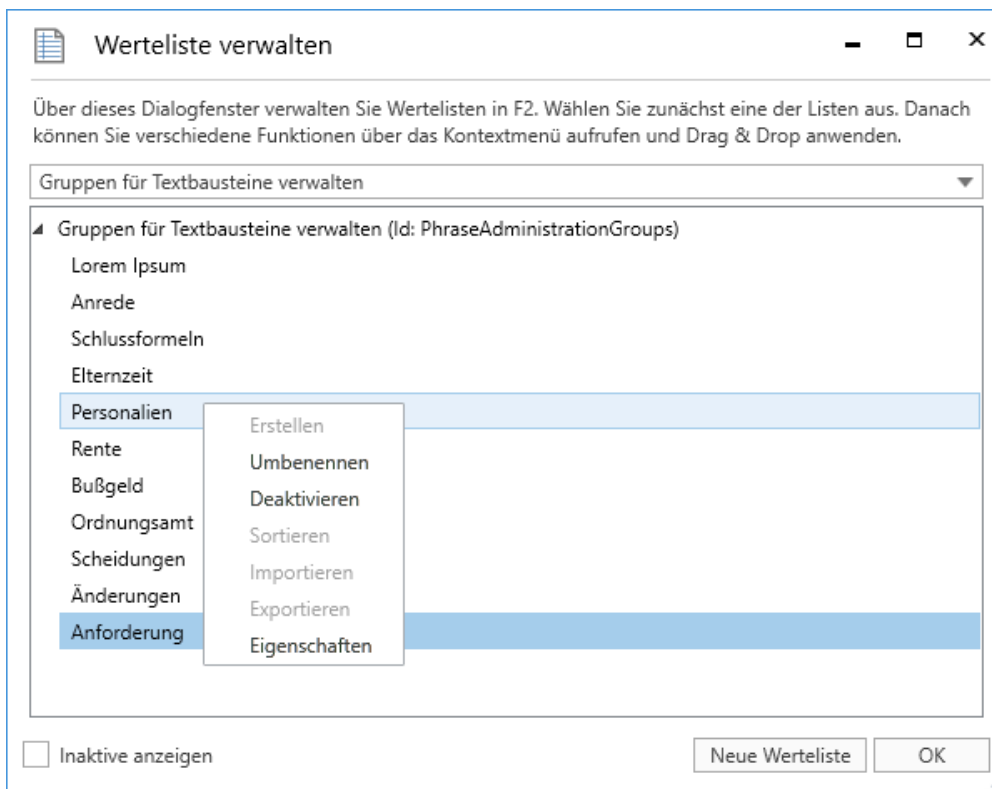 Werteliste verwalten
Über dieses Dialogfenster verwalten Sie Wertelisten in F2. Wählen Sie zunächst eine der Listen aus. Danach
können Sie verschiedene Funktionen über das Kontextmenü aufrufen und Drag & Drop anwenden.
Gruppen für Textbausteine verwalten
Gruppen für Textbausteine verwalten (Id: PhraseAdministrationGroups)
Lorem Ipsum
Anrede
Schlussformeln
Elternzeit
Personalien
Rente
Bußgeld
Ordnungsamt
Scheidungen
Änderungen
Anforderung
Erstellen
Umbenennen
Deaktivieren
Sortieren
Importieren
Exportieren
Eigenschaften
Inaktive anzeigen
Neue Werteliste
OK